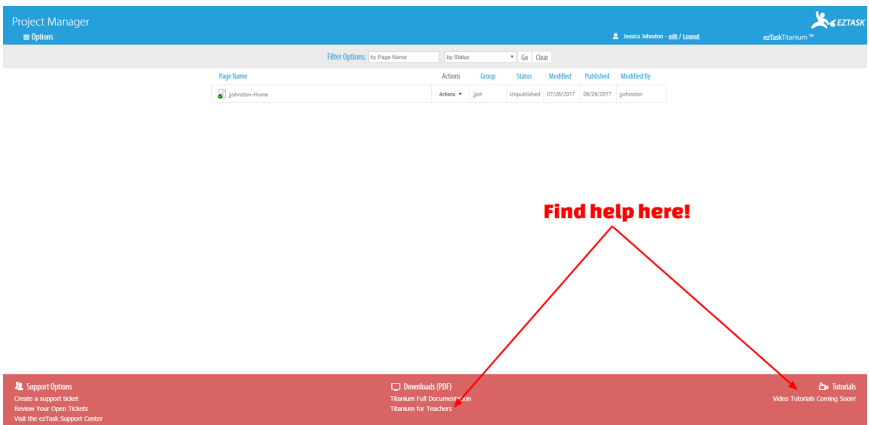 Project Manager
EZTASK
≡ Options
Jessica Johnston - edit / Logout
ezTaskTitanium ™
Filter Options: by Page Name by Status Go Clear
Page Name Actions Group Status Modified Published Modified By
jjohnston-Home Actions jjoh Unpublished 07/26/2017 06/26/2017 jjohnston
Find help here!
Support Options
Create a support ticket
Review Your Open Tickets
Visit the ezTask Support Center
Downloads (PDF)
Titanium Full Documentation
Titanium for Teachers
Tutorials
Video Tutorials Coming Soon!